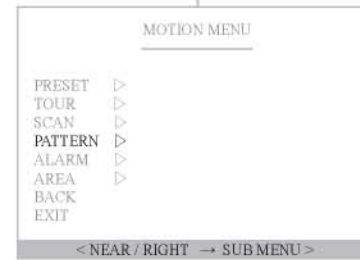 MOTION MENU
PRESET ▷
TOUR ▷
SCAN ▷
PATTERN ▷
ALARM ▷
AREA ▷
BACK
EXIT
< NEAR / RIGHT → SUB MENU >